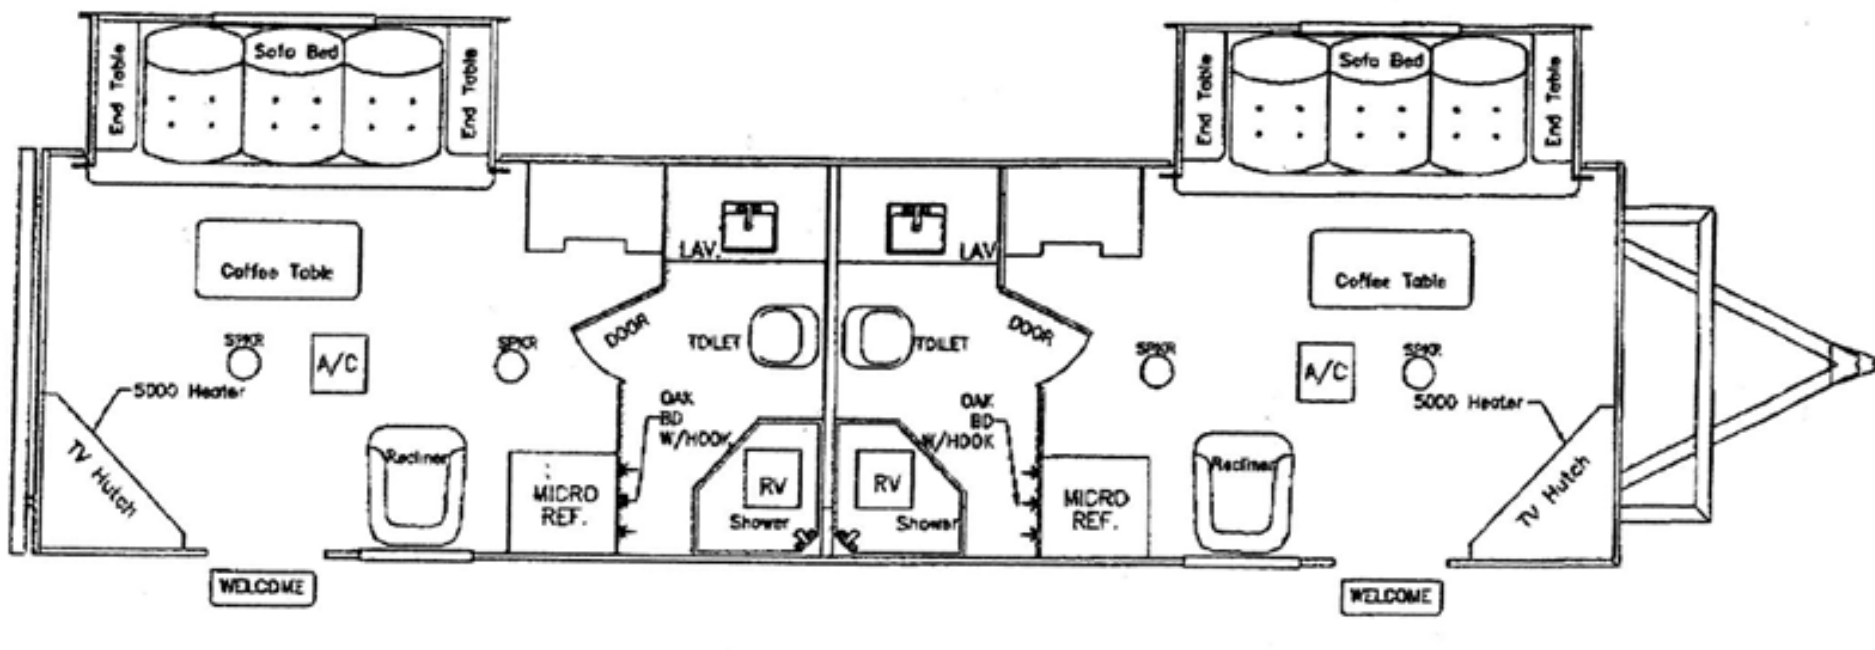 End Table
Sofa Bed
End Table
End Table
Sofa Bed
End Table
LAV.
LAV
Coffee Table
Coffee Table
DOOR
TOILET
TOILET
DOOR
SPKR
A/C
SPKR
SPKR
A/C
SPKR
5000 Heater
5000 Heater
OAK
BD
W/HOOK
OAK
BD
W/HOOK
TV Hutch
Recliner
MICRO
REF.
RV
Shower
RV
Shower
MICRO
REF.
Recliner
TV Hutch
WELCOME
WELCOME